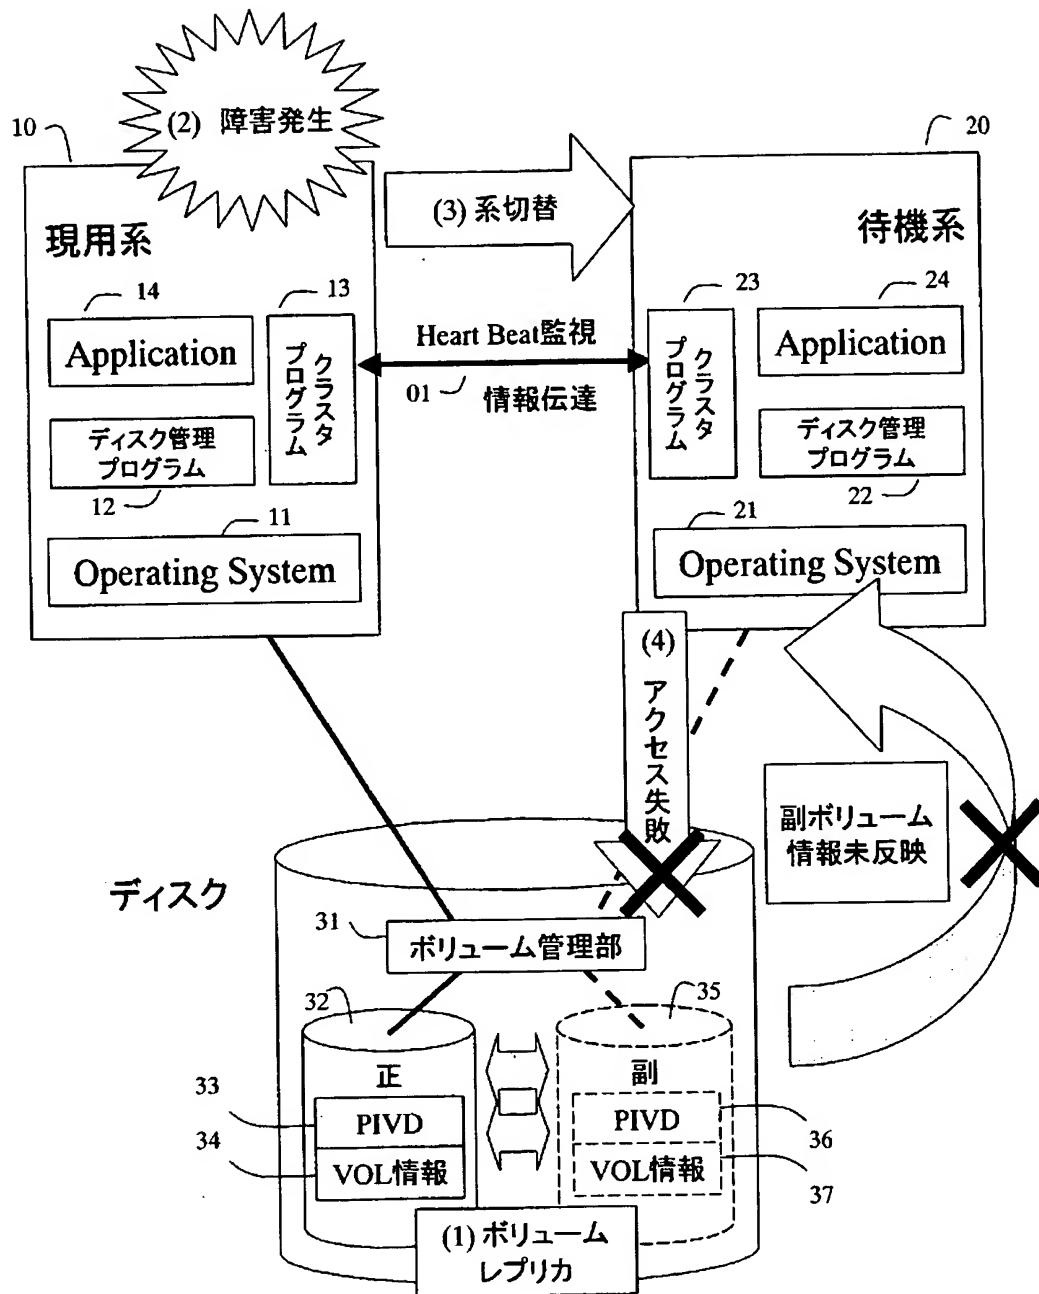 (2) 障害発生
10
20
(3) 系切替
現用系
待機系
14
13
23
24
Application
クラスタ
プログラム
Heart Beat監視
01
情報伝達
クラスタ
プログラム
Application
ディスク管理
プログラム
12
ディスク管理
プログラム
22
11
Operating System
21
Operating System
(4)
アクセス失敗
副ボリューム
情報未反映
ディスク
31
ボリューム管理部
32
35
正
副
33
PIVD
34
VOL情報
PIVD
36
VOL情報
37
(1) ボリューム
レプリカ